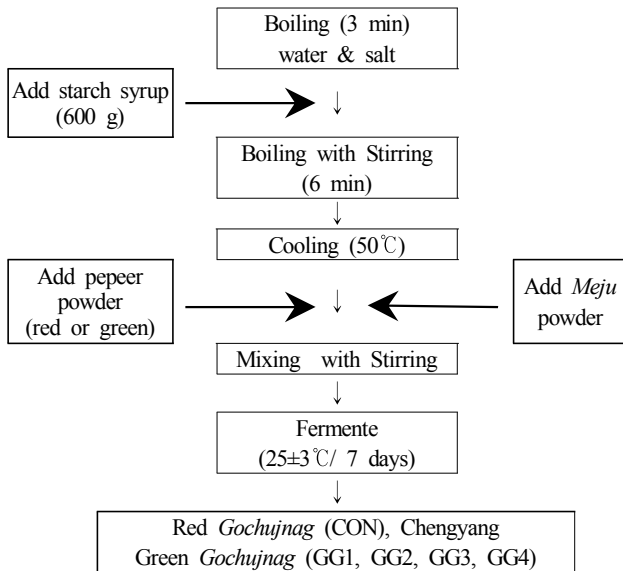 Boiling (3 min)
water & salt
Add starch syrup
(600 g)
Boiling with Stirring
(6 min)
Cooling (50℃)
Add pepeer
powder
(red or green)
Add Meju
powder
Mixing with Stirring
Fermente
(25±3℃/ 7 days)
Red Gochujnag (CON), Chengyang
Green Gochujnag (GG1, GG2, GG3, GG4)